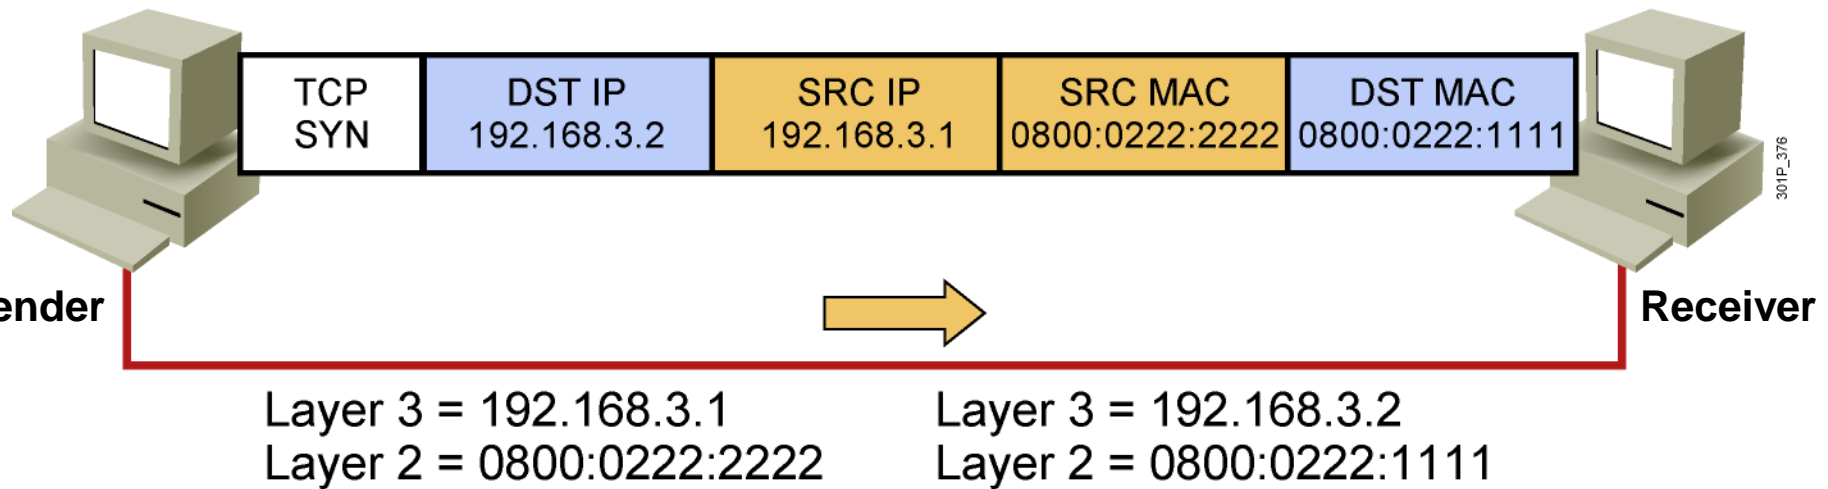 TCP
SYN
DST IP
192.168.3.2
SRC IP
192.168.3.1
SRC MAC
0800:0222:2222
DST MAC
0800:0222:1111
301P_376
ender
Receiver
Layer 3 = 192.168.3.1
Layer 2 = 0800:0222:2222
Layer 3 = 192.168.3.2
Layer 2 = 0800:0222:1111